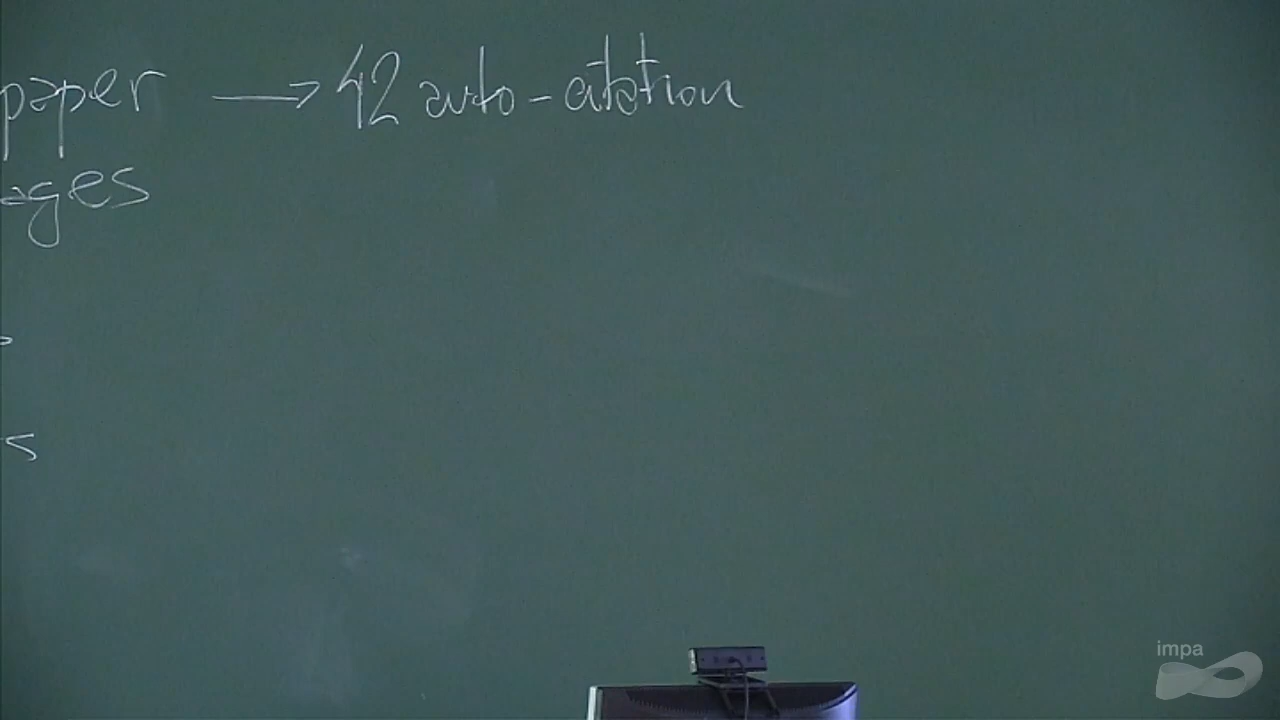 paper → 42 auto-citation
ages
s
impa